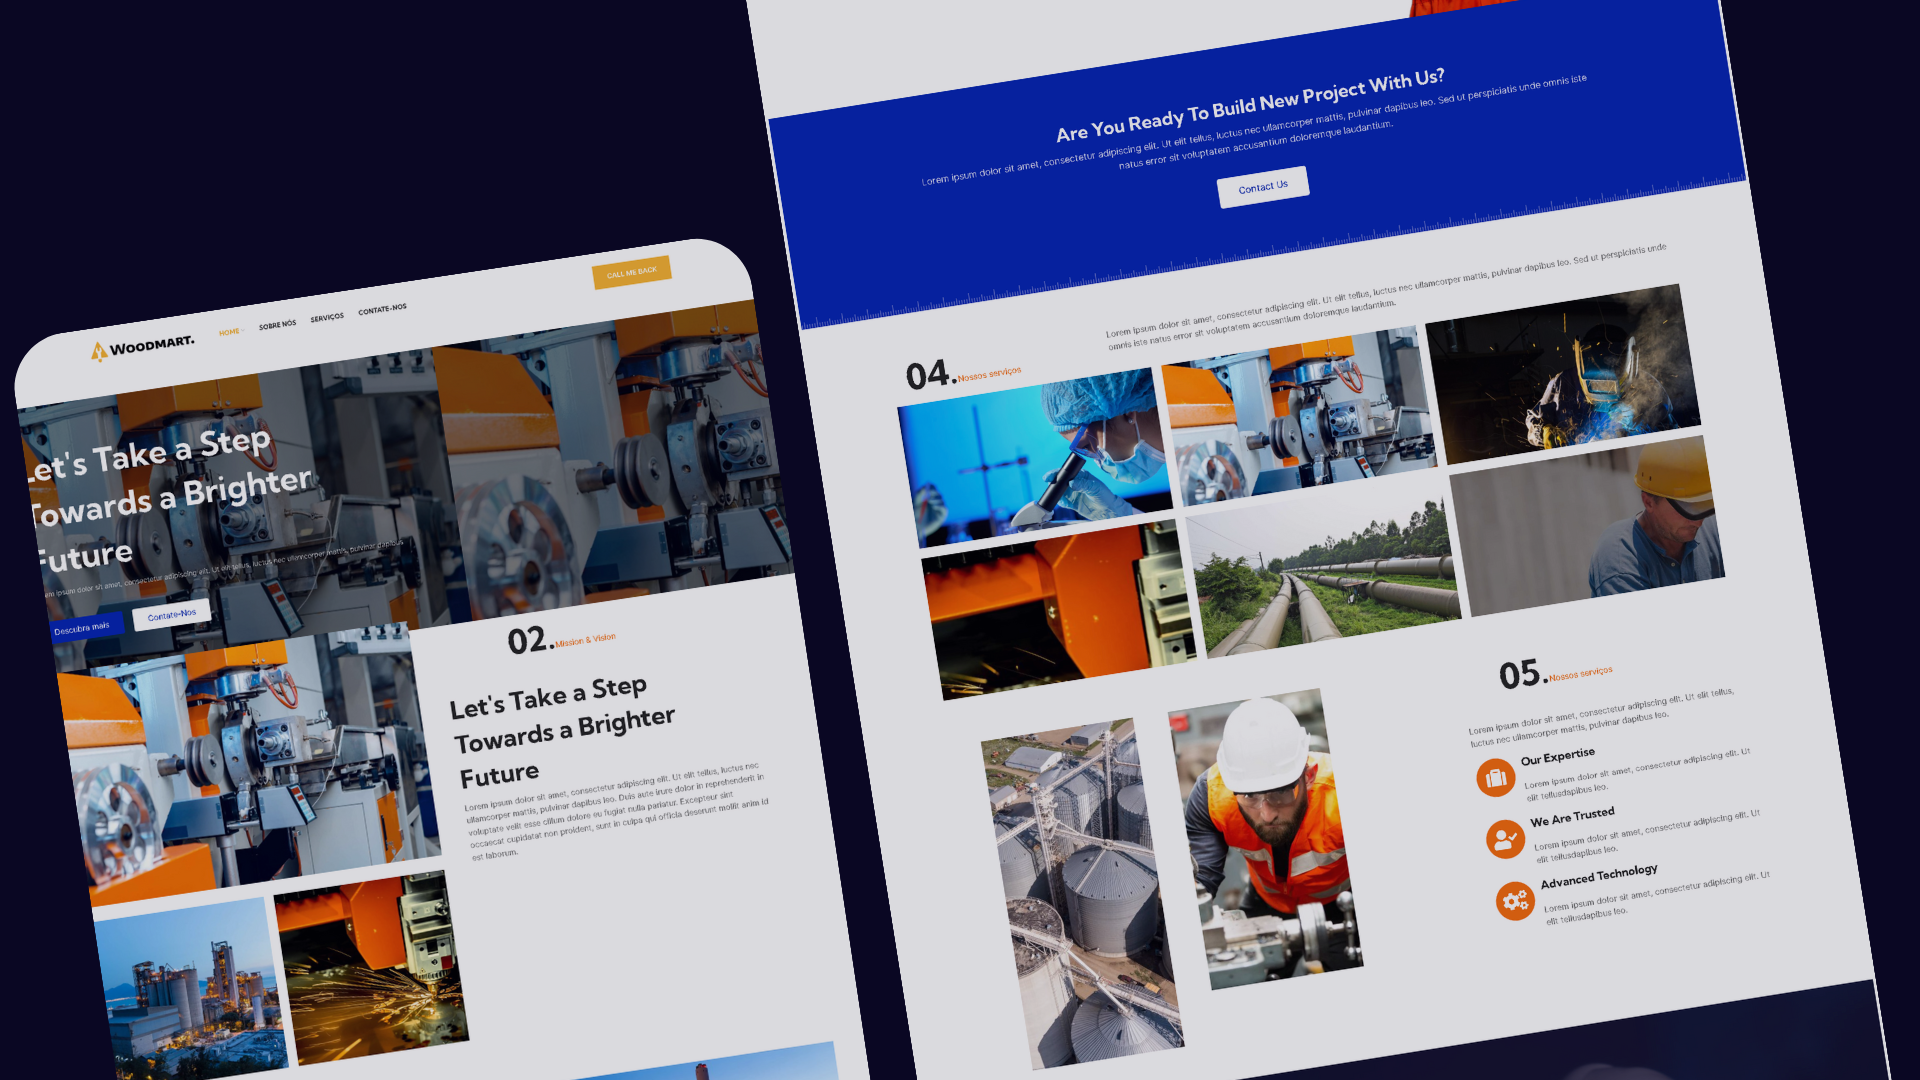 WOODMART.
HOME
SOBRE NÓS
SERVIÇOS
CONTATE-NOS
CALL ME BACK
Let's Take a Step
Towards a Brighter
Future
ipsum dolor sit amet, consectetur adipiscing elit. Ut elit tellus, luctus nec ullamcorper mattis, pulvinar dapibus
Descubra mais
Contate-Nos
02.
Mission & Vision
Let's Take a Step
Towards a Brighter
Future
Lorem ipsum dolor sit amet, consectetur adipiscing elit. Ut elit tellus, luctus nec
ullamcorper mattis, pulvinar dapibus leo. Duis aute irure dolor in reprehenderit in
voluptate velit esse cillum dolore eu fugiat nulla pariatur. Excepteur sint
occaecat cupidatat non proident, sunt in culpa qui officia deserunt mollit anim id
est laborum.
Are You Ready To Build New Project With Us?
Lorem ipsum dolor sit amet, consectetur adipiscing elit. Ut elit tellus, luctus nec ullamcorper mattis, pulvinar dapibus leo. Sed ut perspiciatis unde omnis iste
natus error sit voluptatem accusantium doloremque laudantium.
Contact Us
Lorem ipsum dolor sit amet, consectetur adipiscing elit. Ut elit tellus, luctus nec ullamcorper mattis, pulvinar dapibus leo. Sed ut perspiciatis unde
omnis iste natus error sit voluptatem accusantium doloremque laudantium.
04.
Nossos serviços
05.
Nossos serviços
Lorem ipsum dolor sit amet, consectetur adipiscing elit. Ut elit tellus,
luctus nec ullamcorper mattis, pulvinar dapibus leo.
Our Expertise
Lorem ipsum dolor sit amet, consectetur adipiscing elit. Ut
elit tellusdapibus leo.
We Are Trusted
Lorem ipsum dolor sit amet, consectetur adipiscing elit. Ut
elit tellusdapibus leo.
Advanced Technology
Lorem ipsum dolor sit amet, consectetur adipiscing elit. Ut
elit tellusdapibus leo.